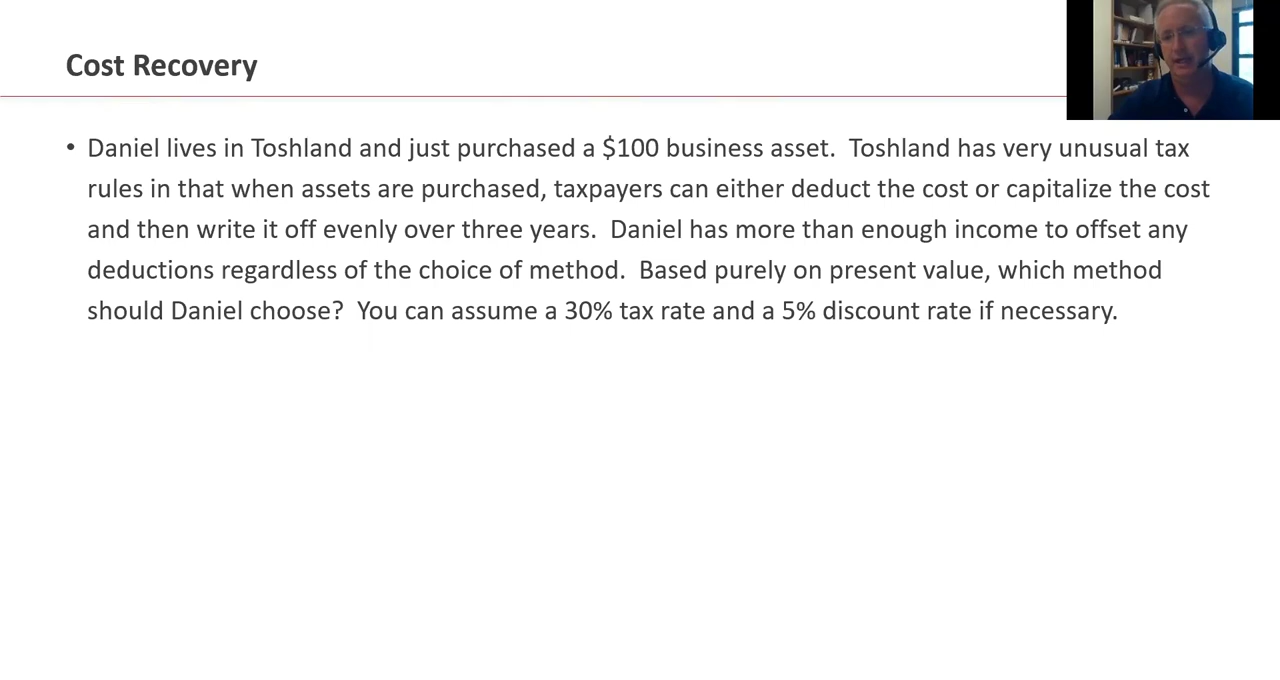 Cost Recovery
• Daniel lives in Toshland and just purchased a $100 business asset.  Toshland has very unusual tax
rules in that when assets are purchased, taxpayers can either deduct the cost or capitalize the cost
and then write it off evenly over three years.  Daniel has more than enough income to offset any
deductions regardless of the choice of method.  Based purely on present value, which method
should Daniel choose?  You can assume a 30% tax rate and a 5% discount rate if necessary.